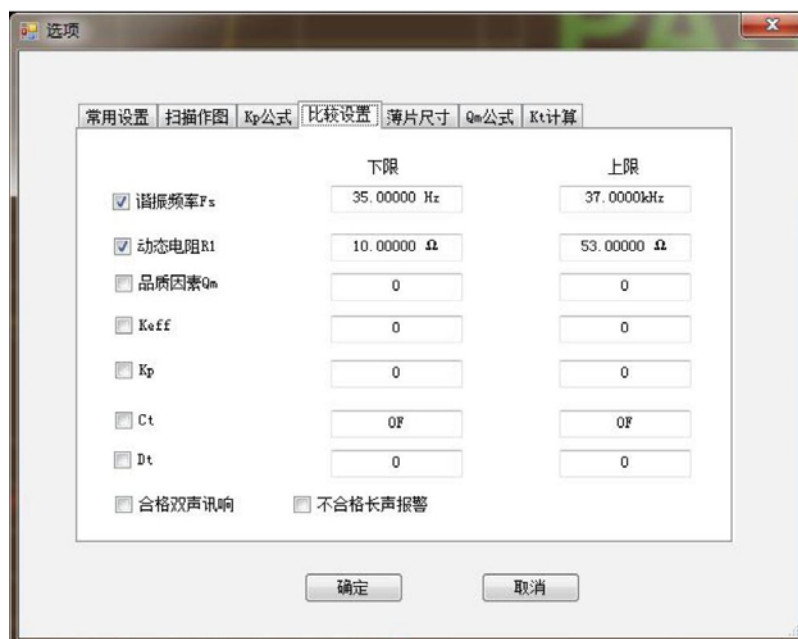 选项
常用设置 扫描作图 Kp公式 比较设置 薄片尺寸 Qm公式 Kt计算
下限 上限
谐振频率Fs 35.00000 Hz 37.0000kHz
动态电阻R1 10.00000 Ω 53.00000 Ω
品质因素Qm 0 0
Keff 0 0
Kp 0 0
Ct 0F 0F
Dt 0 0
合格双声讯响 不合格长声报警
确定 取消